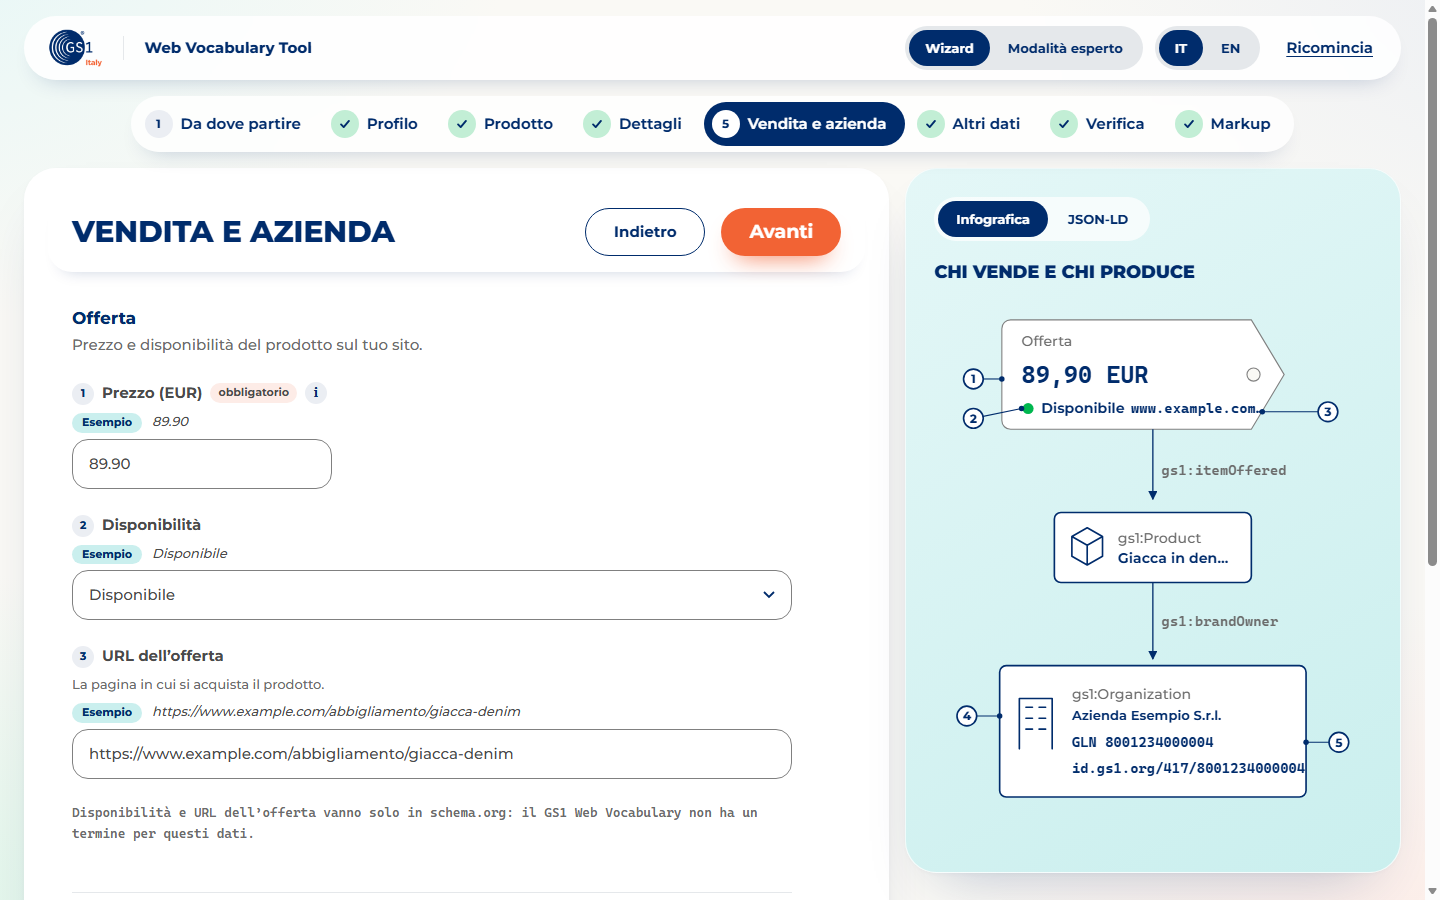 GS1 Italy
Web Vocabulary Tool
Wizard
Modalità esperto
IT
EN
Ricomincia
1 Da dove partire
Profilo
Prodotto
Dettagli
5 Vendita e azienda
Altri dati
Verifica
Markup
VENDITA E AZIENDA
Indietro
Avanti
Offerta
Prezzo e disponibilità del prodotto sul tuo sito.
1 Prezzo (EUR) obbligatorio i
Esempio 89.90
89.90
2 Disponibilità
Esempio Disponibile
Disponibile
3 URL dell’offerta
La pagina in cui si acquista il prodotto.
Esempio https://www.example.com/abbigliamento/giacca-denim
https://www.example.com/abbigliamento/giacca-denim
Disponibilità e URL dell’offerta vanno solo in schema.org: il GS1 Web Vocabulary non ha un
termine per questi dati.
Infografica
JSON-LD
CHI VENDE E CHI PRODUCE
Offerta
1
89,90 EUR
2
Disponibile www.example.com…
3
gs1:itemOffered
gs1:Product
Giacca in den…
gs1:brandOwner
gs1:Organization
4
Azienda Esempio S.r.l.
GLN 8001234000004
5
id.gs1.org/417/8001234000004